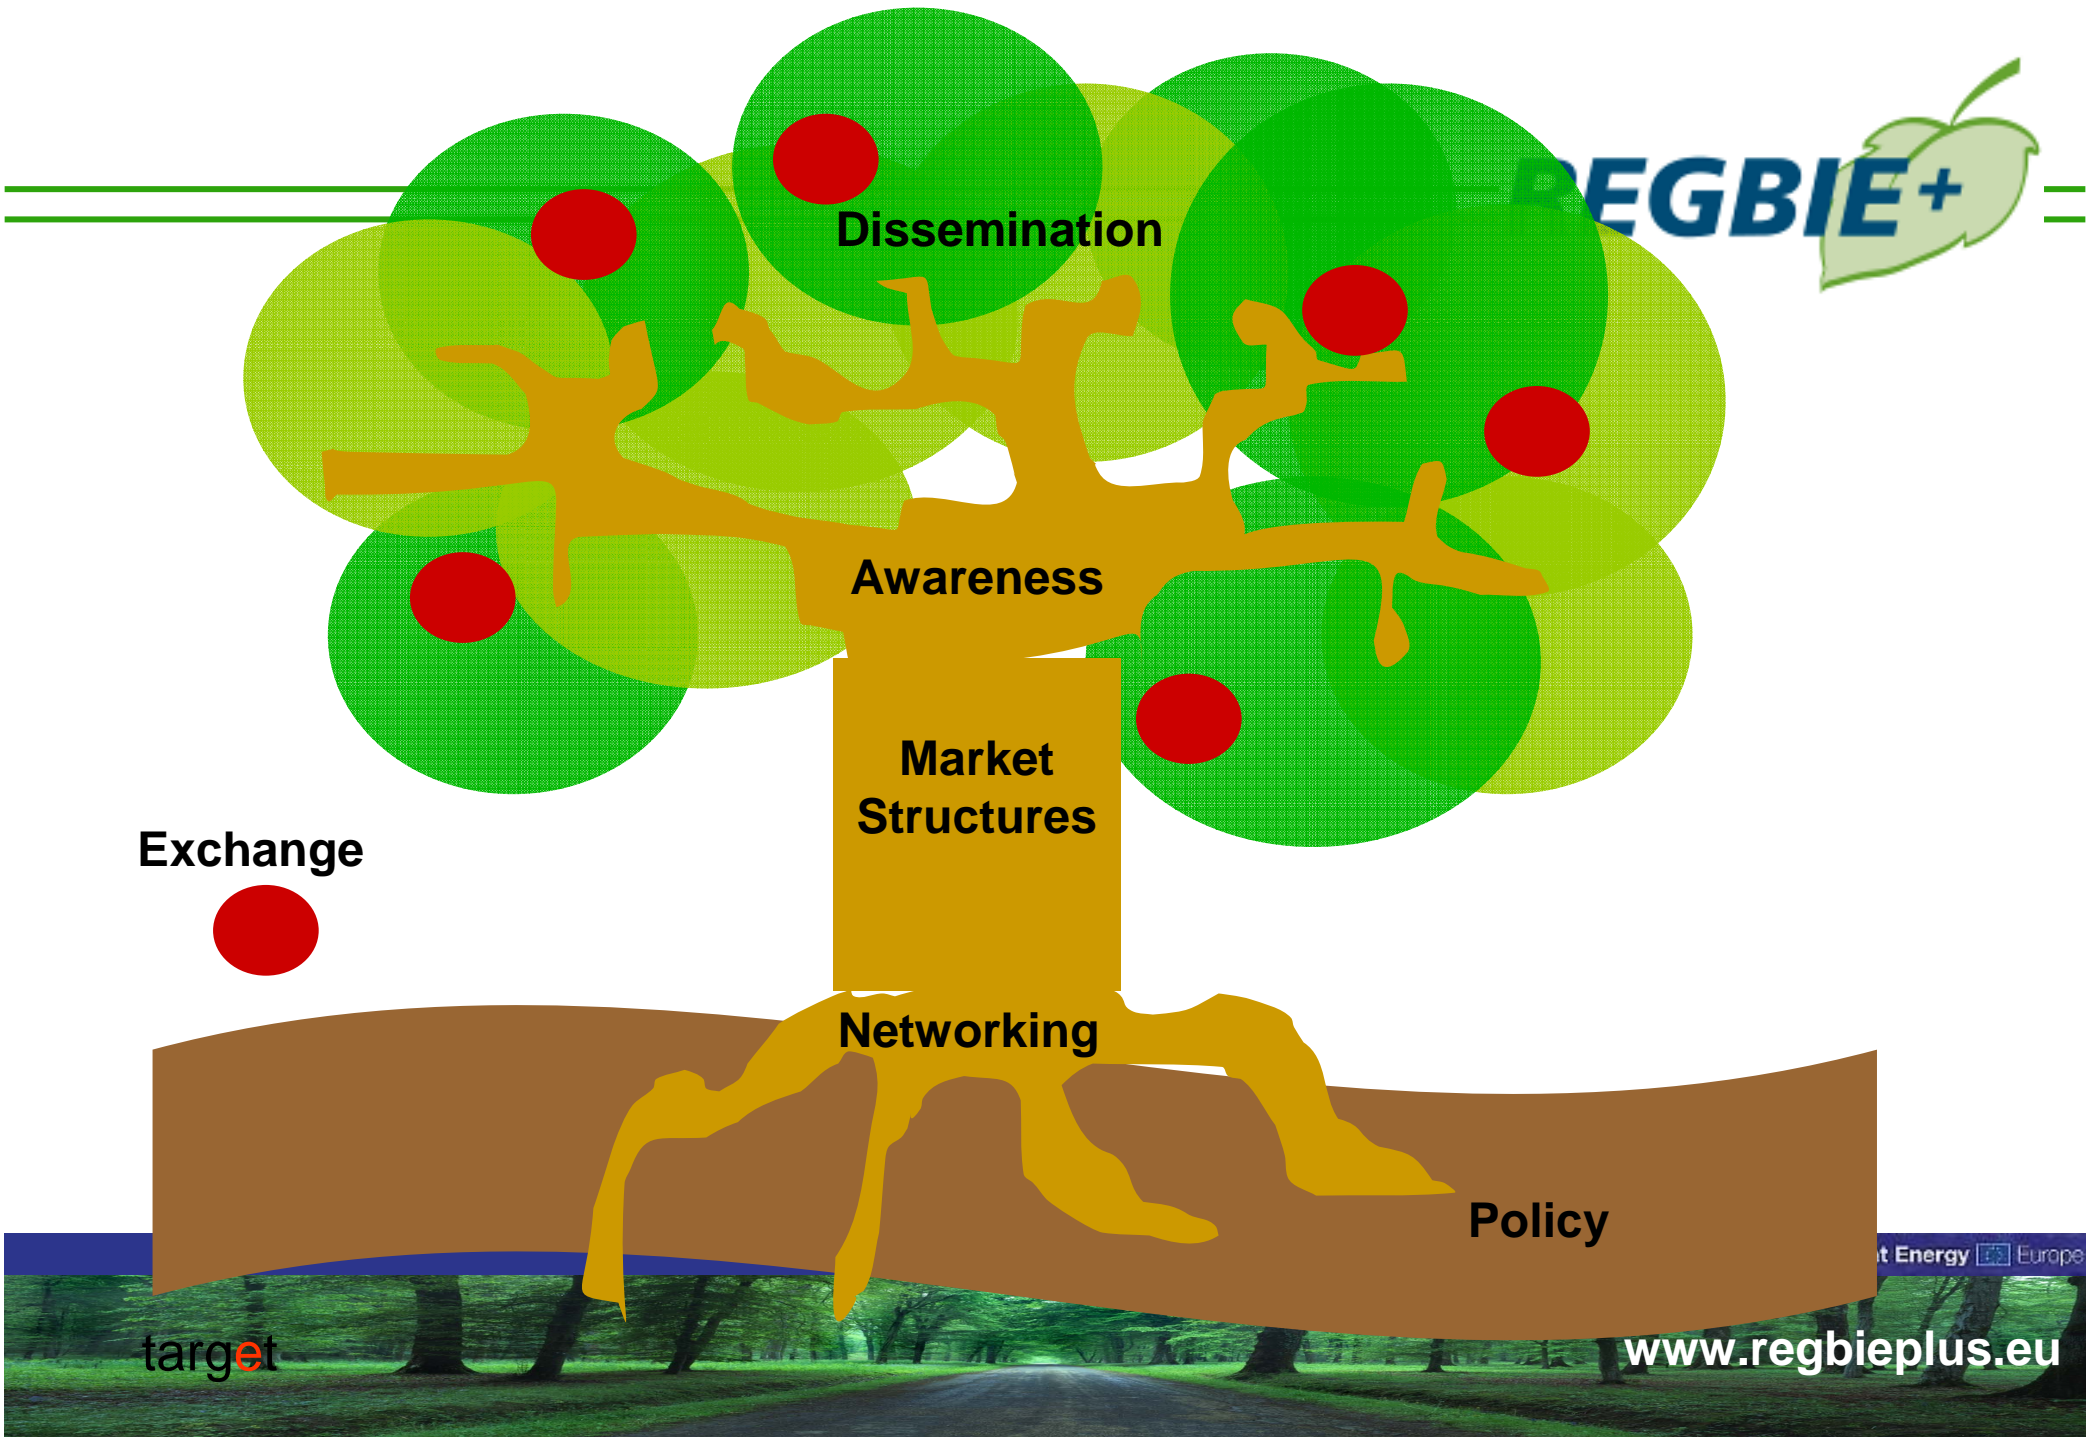 REGBIE+
Dissemination
Awareness
Market
Structures
Exchange
Networking
Policy
Energy Europe
target
www.regbieplus.eu